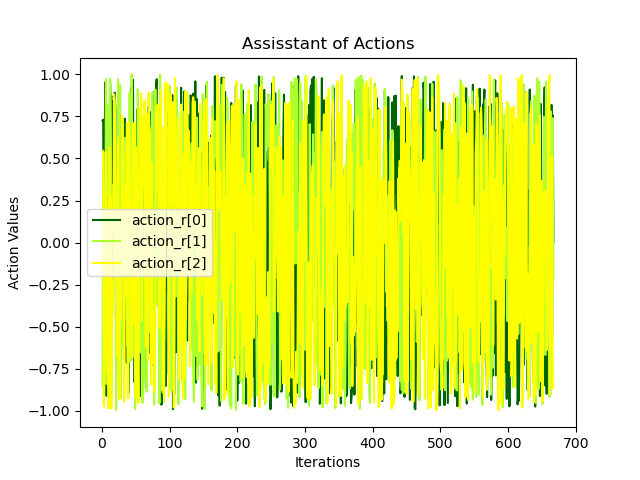 Assisstant of Actions
1.00
0.75
0.50
0.25
0.00
−0.25
−0.50
−0.75
−1.00
Action Values
action_r[0]
action_r[1]
action_r[2]
0 100 200 300 400 500 600 700
Iterations